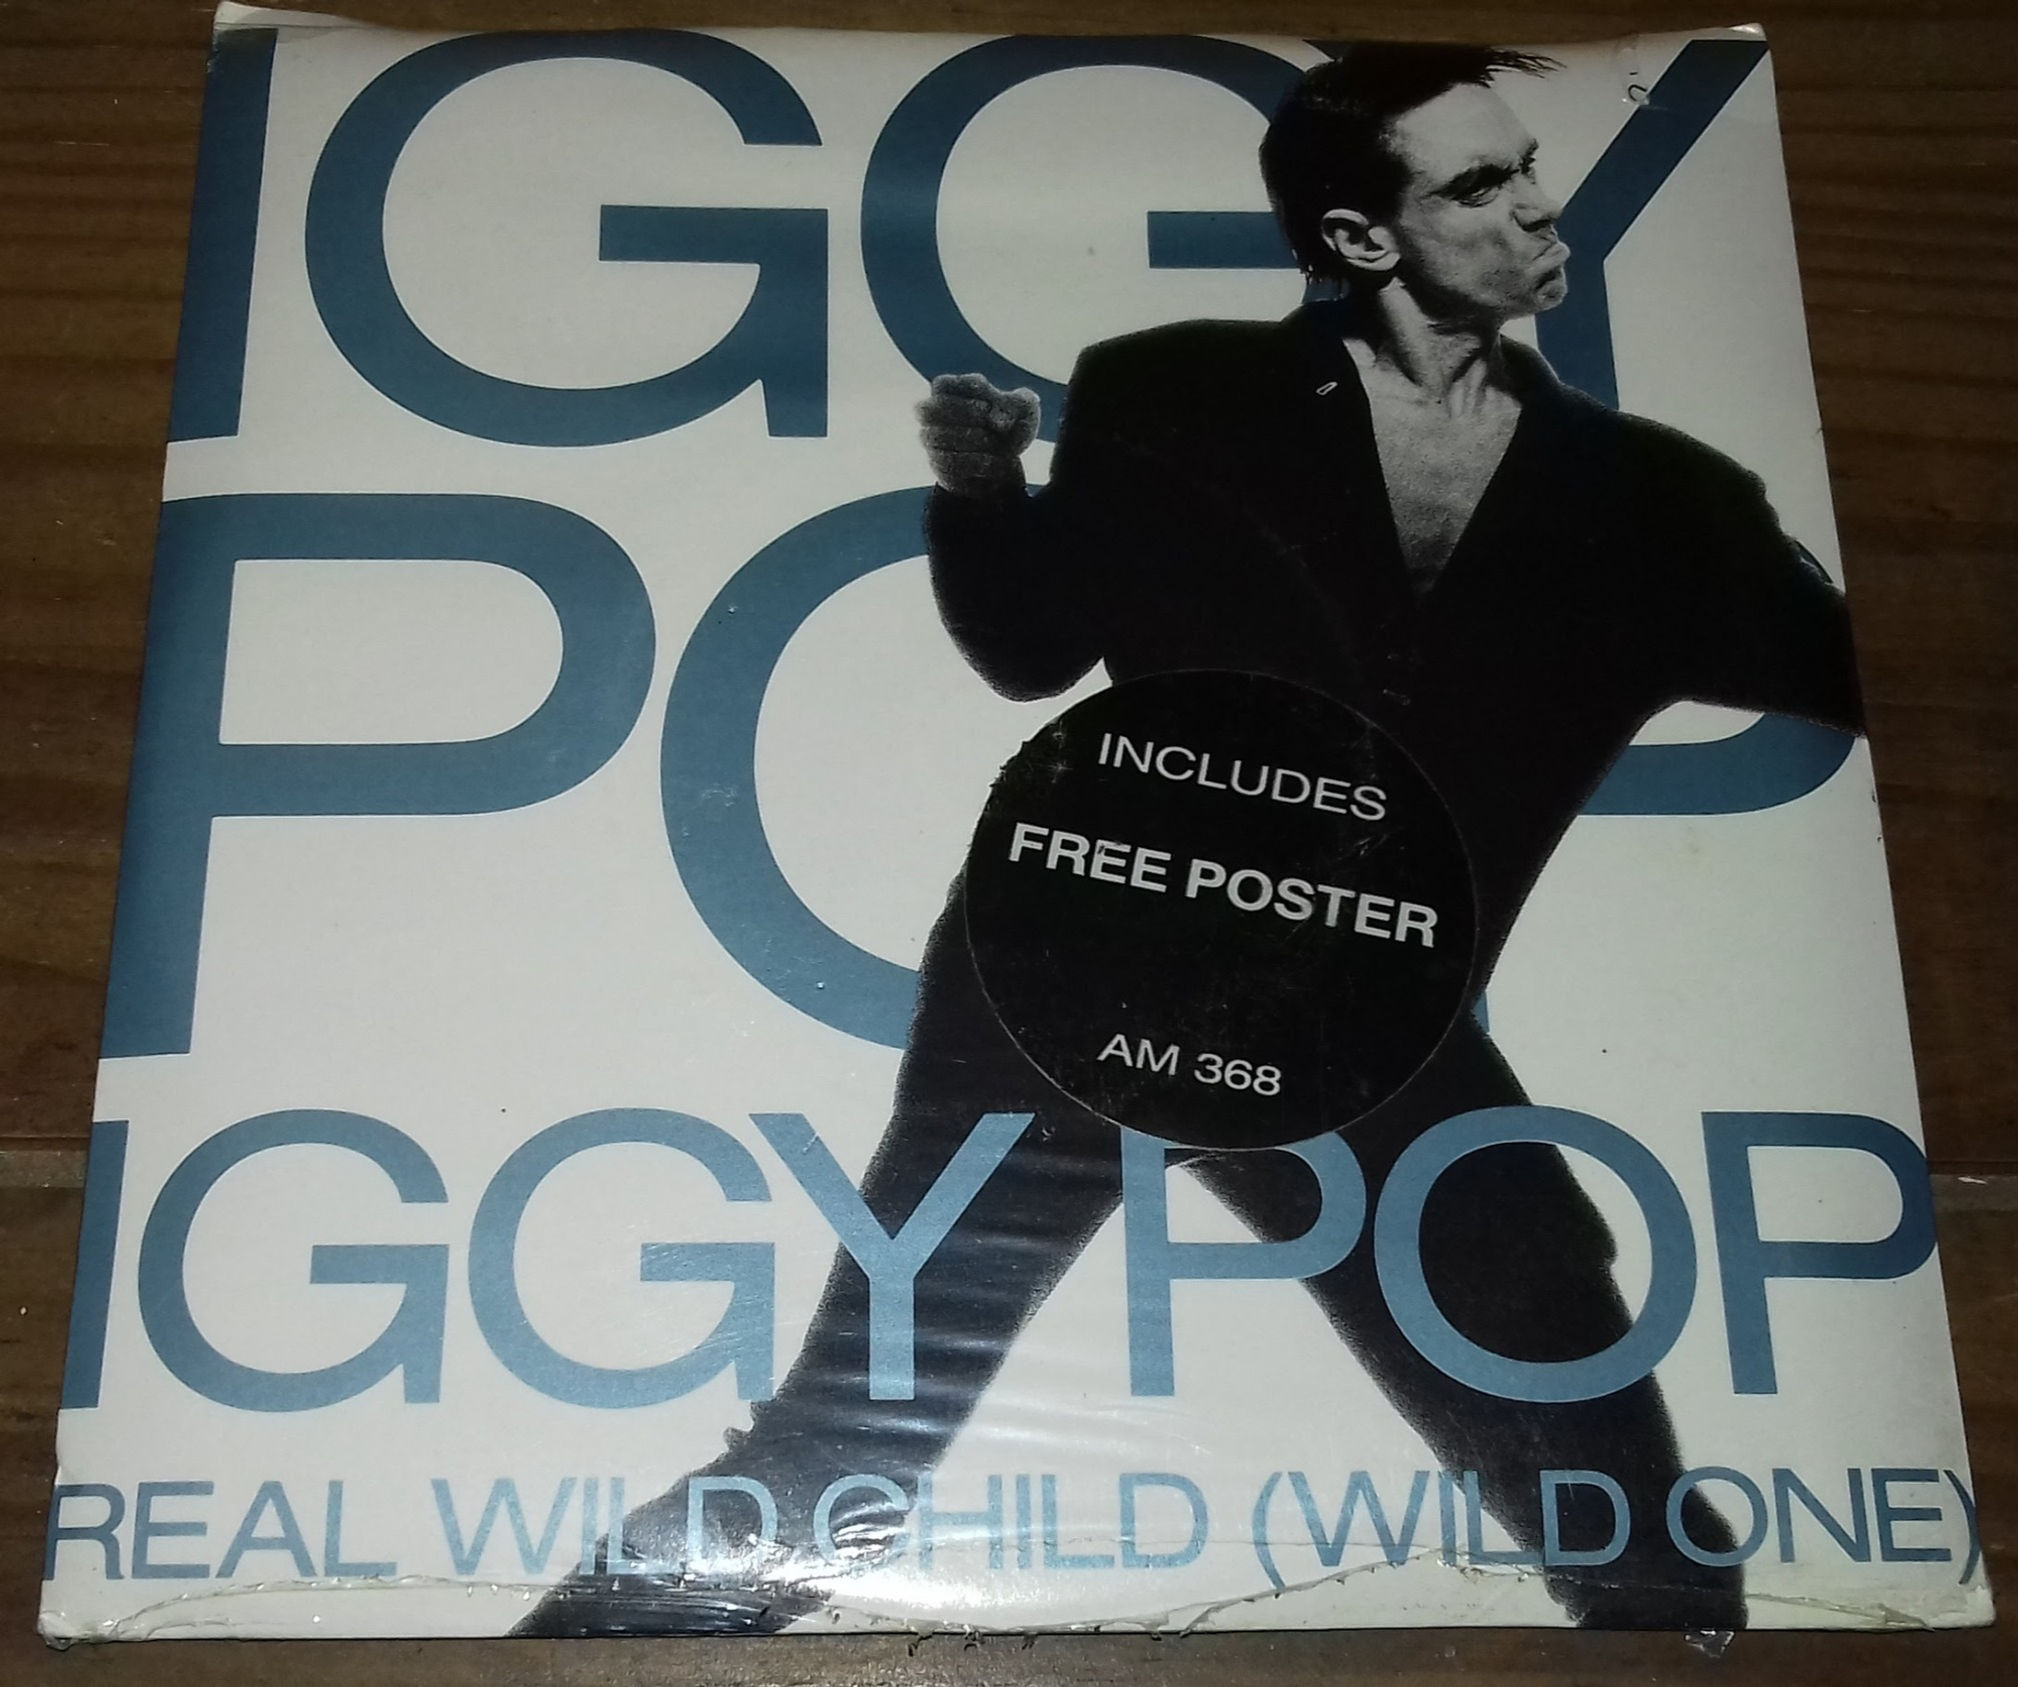 IGGY
POP
INCLUDES
FREE POSTER
AM 368
IGGY POP
REAL WILD CHILD (WILD ONE)